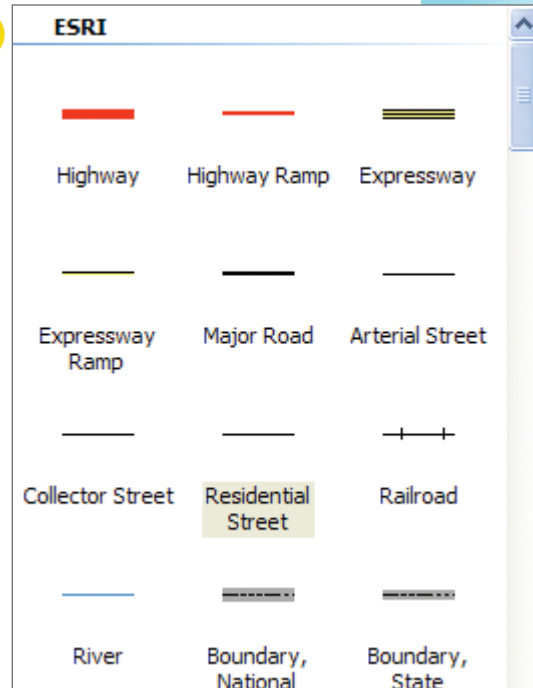 ESRI
Highway
Highway Ramp
Expressway
Expressway
Ramp
Major Road
Arterial Street
Collector Street
Residential
Street
Railroad
River
Boundary,
National
Boundary,
State